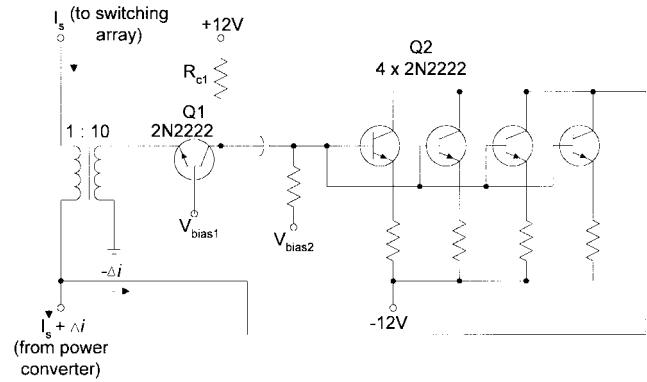 I_s (to switching array)
+12V
R_c1
Q1
2N2222
Q2
4 x 2N2222
1 : 10
V_bias1
V_bias2
-Δi
-12V
I_s + Δi
(from power
converter)